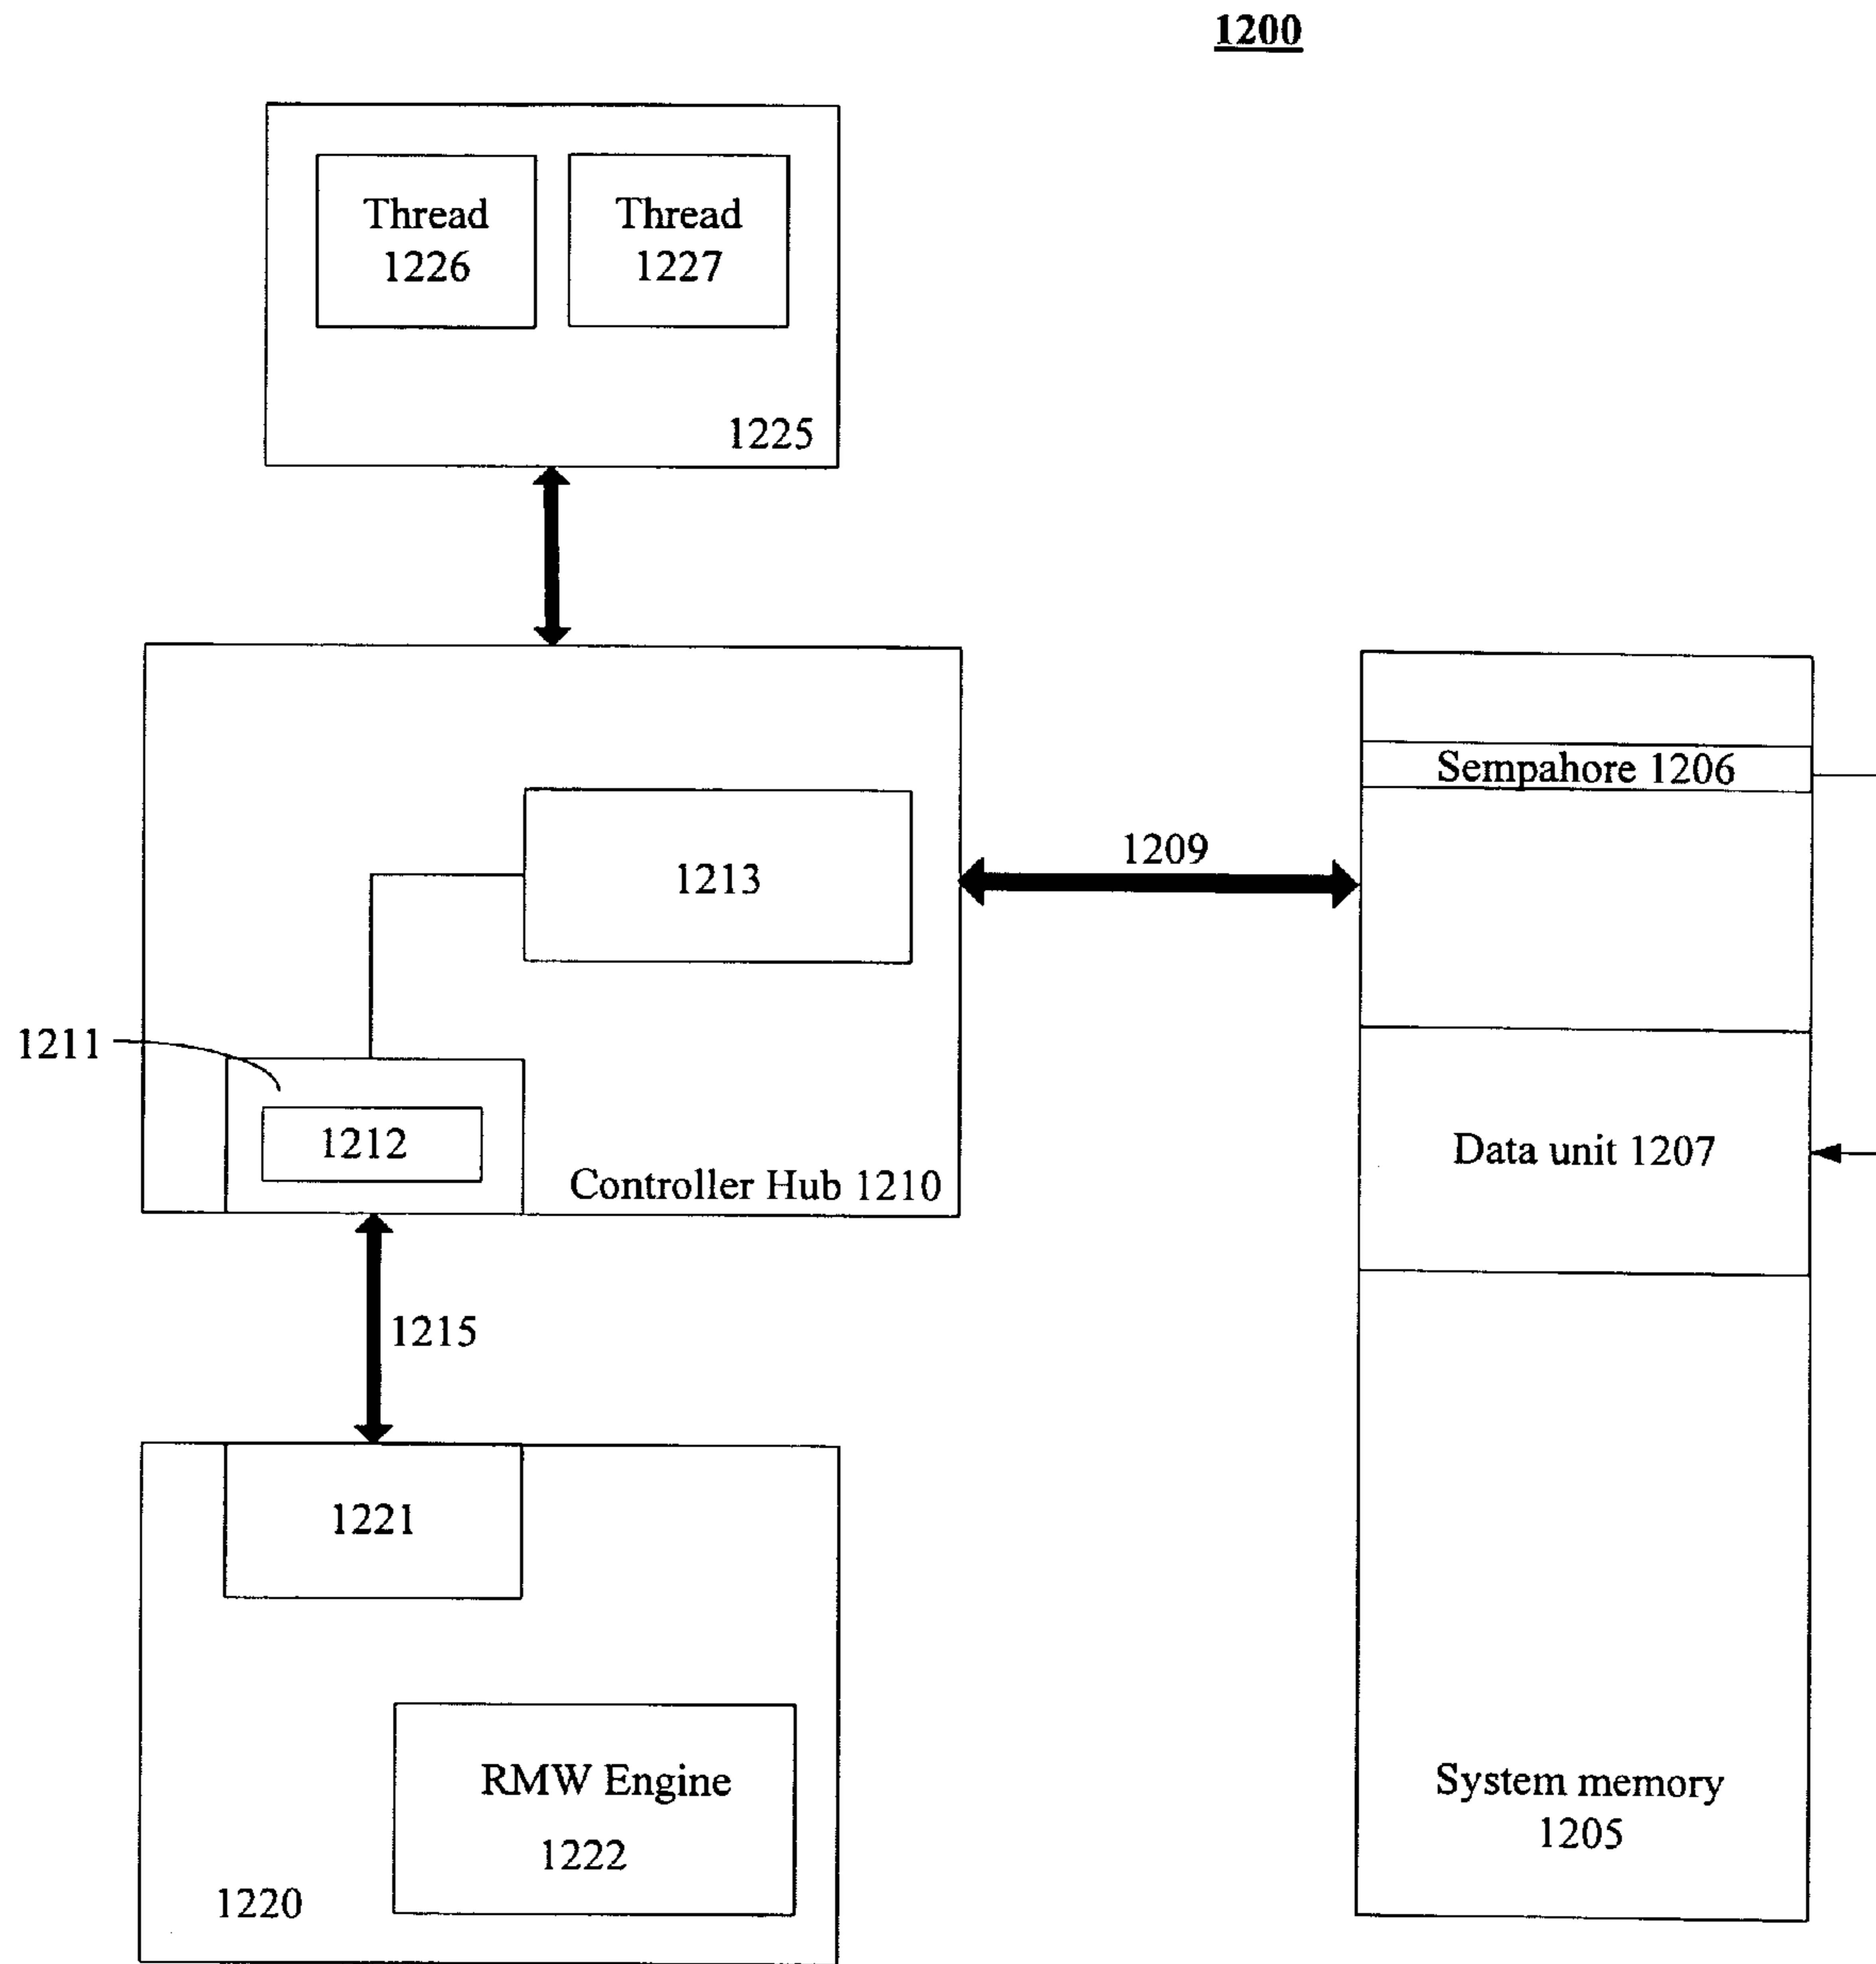 1200
Thread
1226
Thread
1227
1225
Sempahore 1206
1209
1213
1211
1212
Controller Hub 1210
Data unit 1207
1215
1221
RMW Engine
1222
1220
System memory
1205